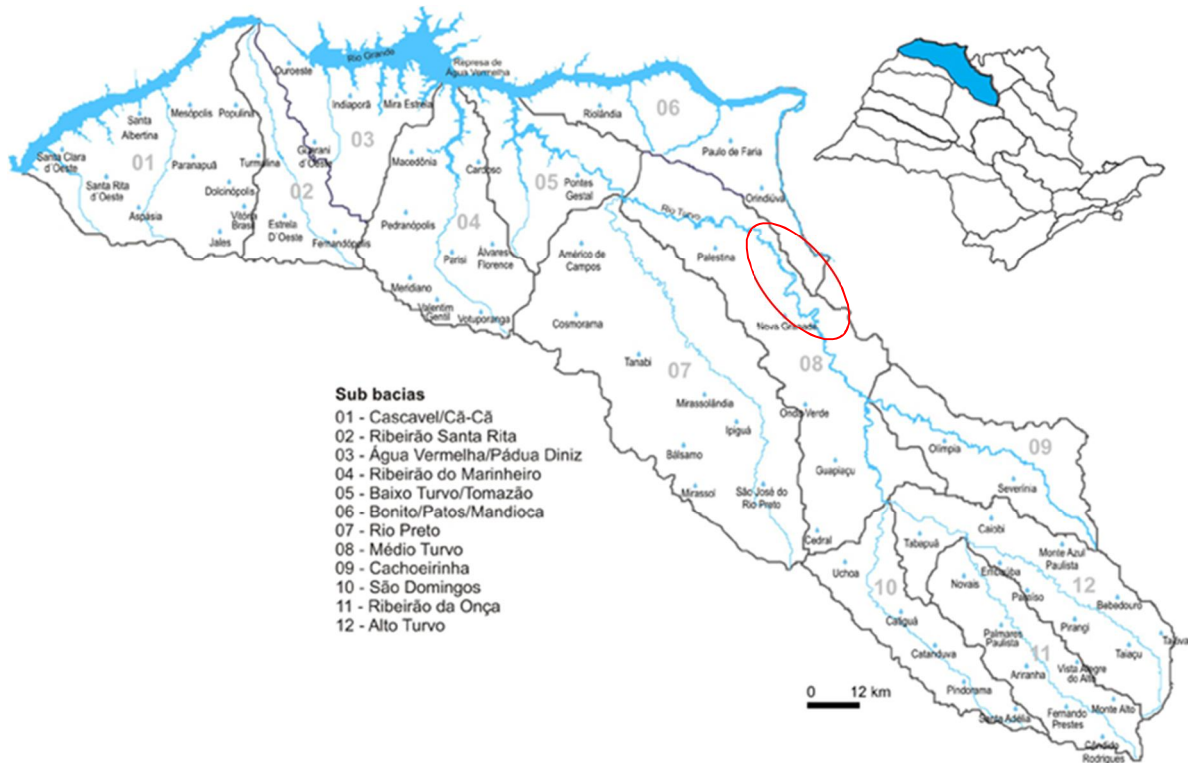 Rio Grande
Represa de
Água Vermelha
Ouroeste
Indiaporã
Mira Estrela
03
Guarani
d'Oeste
Santa
Albertina
Mesópolis
Populina
Santa Clara
d'Oeste
01
Paranapuã
Turmalina
Santa Rita
d'Oeste
Dolcinópolis
02
Aspásia
Vitória
Brasil
Estrela
D'Oeste
Jales
Fernandópolis
Macedônia
Cardoso
05
Pontes
Gestal
Pedranópolis
04
Parisi
Álvares
Florence
Meridiano
Valentim
Gentil
Votuporanga
Riolândia
06
Paulo de Faria
Orindiúva
Rio Turvo
Américo de
Campos
Palestina
Cosmorama
Nova Granada
Tanabi
07
08
Mirassolândia
Onda Verde
Ipiguá
Bálsamo
Guapiaçu
Mirassol
São José do
Rio Preto
Cedral
Olímpia
09
Severínia
Uchoa
Tabapuã
Caiobi
Monte Azul
Paulista
Embaúba
10
Novais
Paraíso
12
Bebedouro
Catiguá
Pirangi
Palmares
Paulista
Taiúva
Taiaçu
Catanduva
11
Ariranha
Vista Alegre
do Alto
Pindorama
Monte Alto
Santa Adélia
Fernando
Prestes
Cândido
Rodrigues
Sub bacias
01 - Cascavel/Cã-Cã
02 - Ribeirão Santa Rita
03 - Água Vermelha/Pádua Diniz
04 - Ribeirão do Marinheiro
05 - Baixo Turvo/Tomazão
06 - Bonito/Patos/Mandioca
07 - Rio Preto
08 - Médio Turvo
09 - Cachoeirinha
10 - São Domingos
11 - Ribeirão da Onça
12 - Alto Turvo
0 12 km